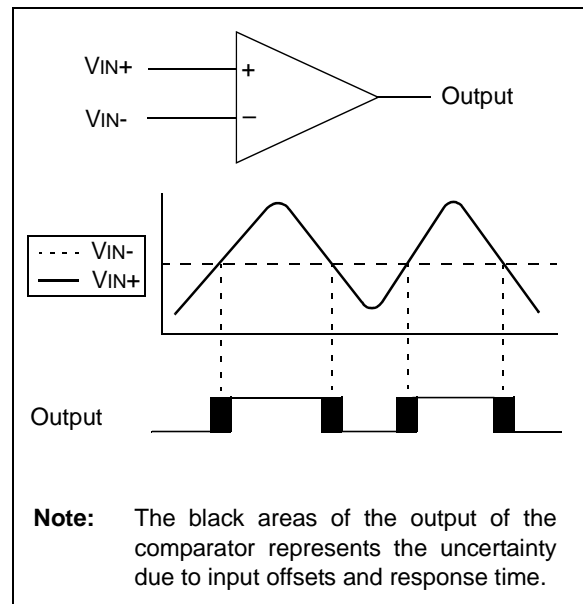 VIN+
+
Output
VIN-
–
VIN-
VIN+
Output
Note: The black areas of the output of the
comparator represents the uncertainty
due to input offsets and response time.